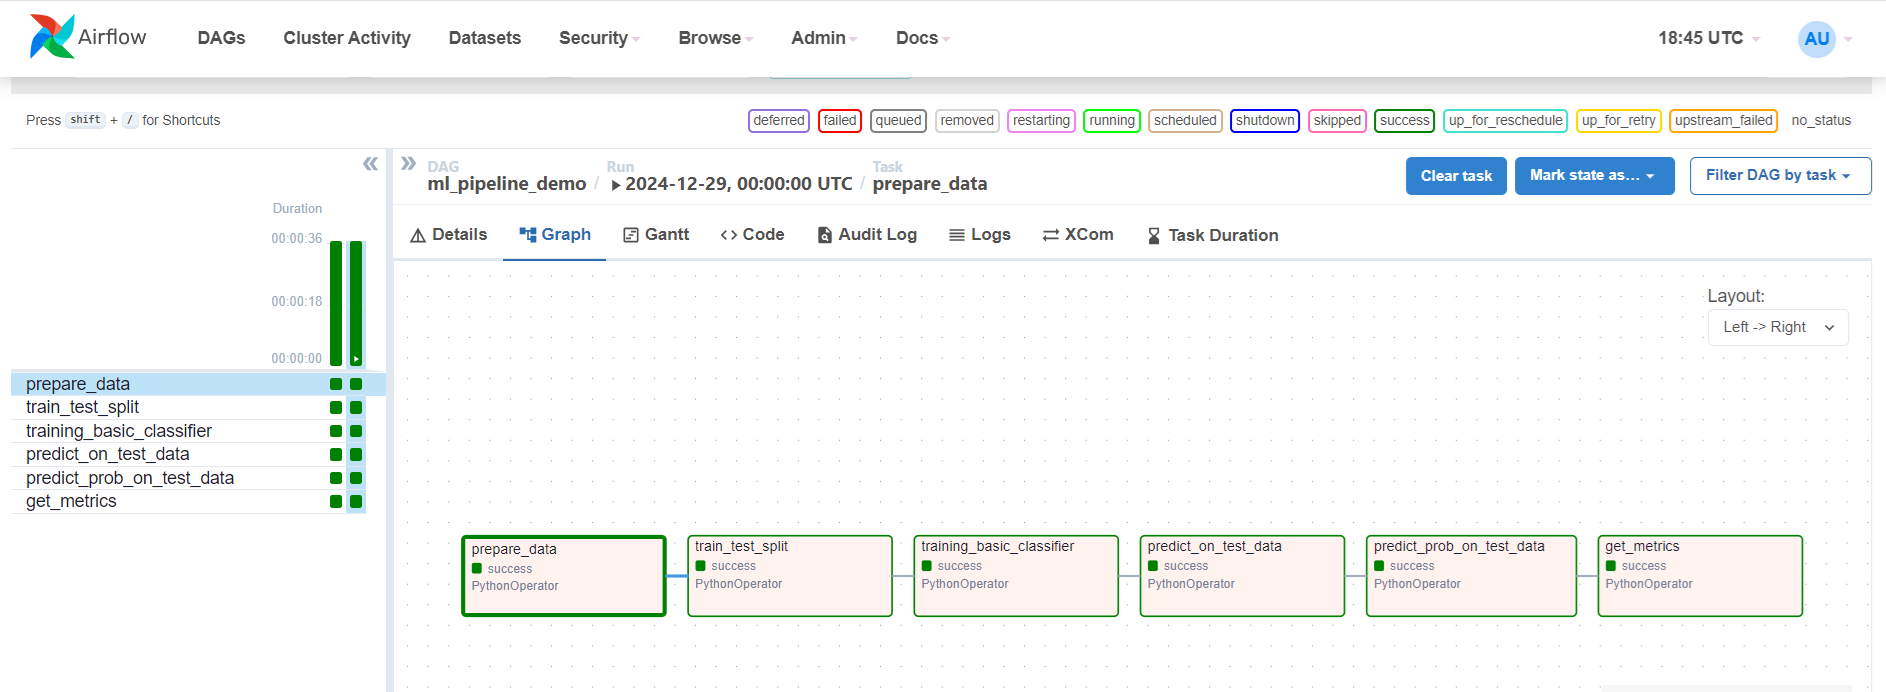 Airflow DAGs Cluster Activity Datasets Security Browse Admin Docs 18:45 UTC AU
Press shift + / for Shortcuts
deferred failed queued removed restarting running scheduled shutdown skipped success up_for_reschedule up_for_retry upstream_failed no_status
DAG Run Task
ml_pipeline_demo / 2024-12-29, 00:00:00 UTC / prepare_data
Clear task Mark state as... Filter DAG by task
Details Graph Gantt Code Audit Log Logs XCom Task Duration
Duration
00:00:36
00:00:18
00:00:00
prepare_data
train_test_split
training_basic_classifier
predict_on_test_data
predict_prob_on_test_data
get_metrics
Layout:
Left -> Right
prepare_data
success
PythonOperator
train_test_split
success
PythonOperator
training_basic_classifier
success
PythonOperator
predict_on_test_data
success
PythonOperator
predict_prob_on_test_data
success
PythonOperator
get_metrics
success
PythonOperator